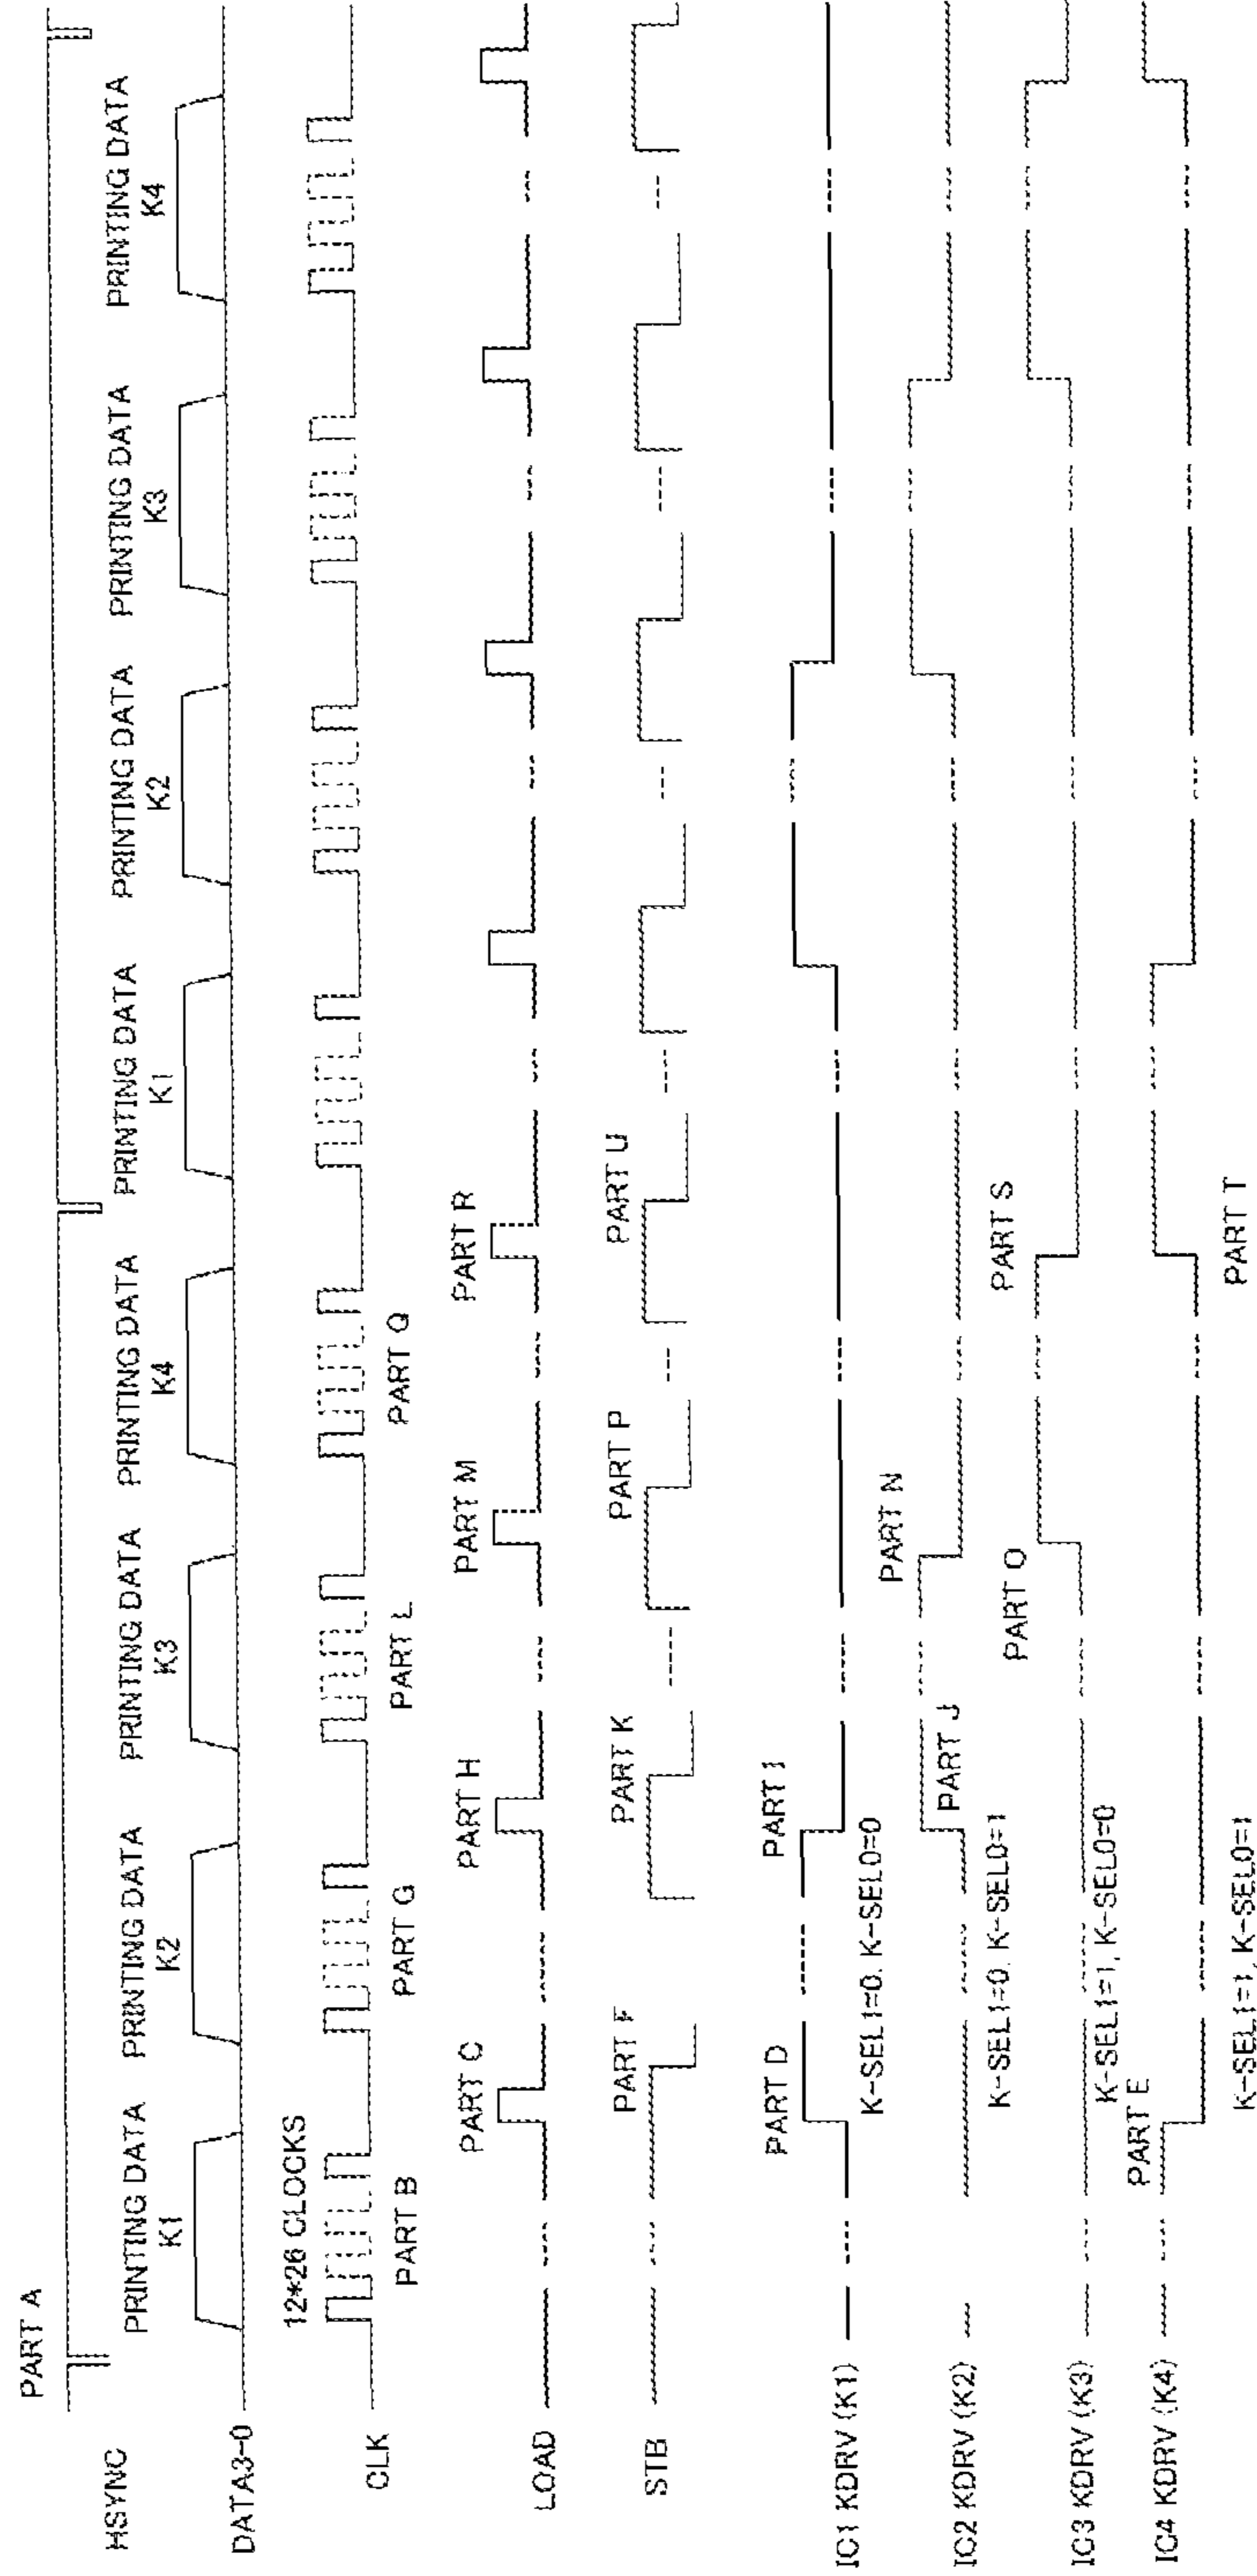 PART A
HSYNC
PRINTING DATA
K1
PRINTING DATA
K2
PRINTING DATA
K3
PRINTING DATA
K4
PRINTING DATA
K1
PRINTING DATA
K2
PRINTING DATA
K3
PRINTING DATA
K4
DATA3-0
12*26 CLOCKS
CLK
PART B
PART G
PART L
PART Q
PART C
PART H
PART M
PART R
LOAD
PART F
PART K
PART P
PART U
STB
PART D
PART I
IC1 KDRV (K1)
K-SEL1=0, K-SEL0=0
PART N
PART J
IC2 KDRV (K2)
K-SEL1=0, K-SEL0=1
PART O
PART S
IC3 KDRV (K3)
K-SEL1=1, K-SEL0=0
PART E
IC4 KDRV (K4)
PART T
K-SEL1=1, K-SEL0=1